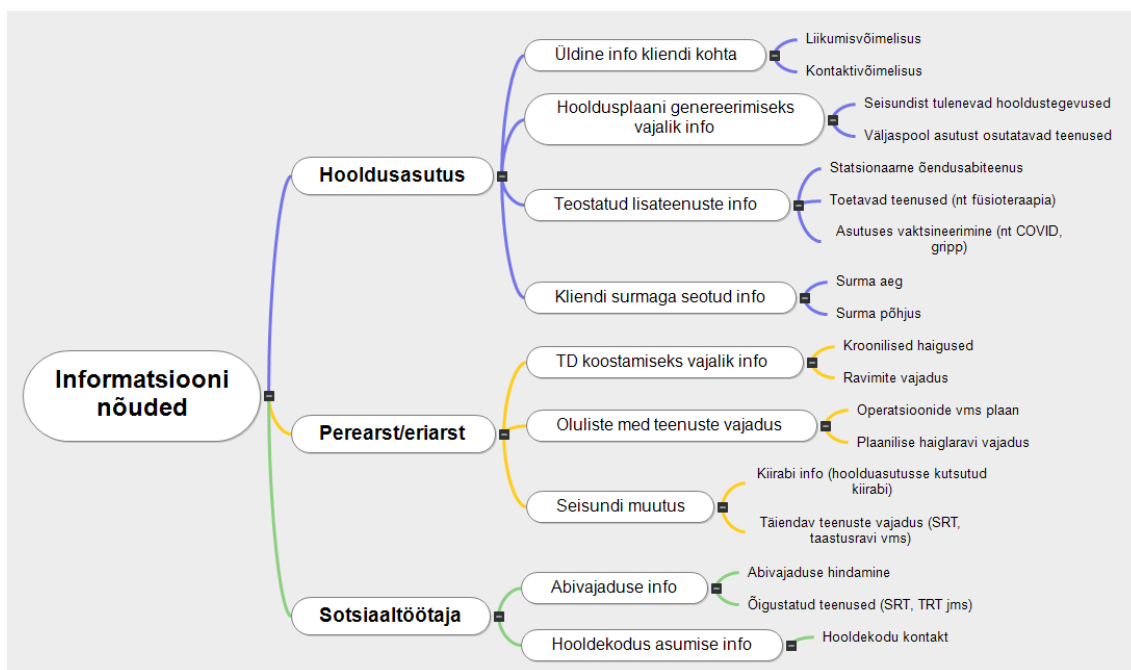 Informatsiooni
nõuded
Hooldusasutus
Üldine info kliendi kohta
Liikumisvõimelisus
Kontaktivõimelisus
Hooldusplaani genereerimiseks
vajalik info
Seisundist tulenevad hooldustegevused
Väljaspool asutust osutatavad teenused
Teostatud lisateenuste info
Statsionaarne õendusabiteenus
Toetavad teenused (nt füsioteraapia)
Asutuses vaktsineerimine (nt COVID,
gripp)
Kliendi surmaga seotud info
Surma aeg
Surma põhjus
Perearst/eriarst
TD koostamiseks vajalik info
Kroonilised haigused
Ravimite vajadus
Oluliste med teenuste vajadus
Operatsioonide vms plaan
Plaanilise haiglaravi vajadus
Seisundi muutus
Kiirabi info (hoolduasutusse kutsutud
kiirabi)
Täiendav teenuste vajadus (SRT,
taastusravi vms)
Sotsiaaltöötaja
Abivajaduse info
Abivajaduse hindamine
Õigustatud teenused (SRT, TRT jms)
Hooldekodus asumise info
Hooldekodu kontakt